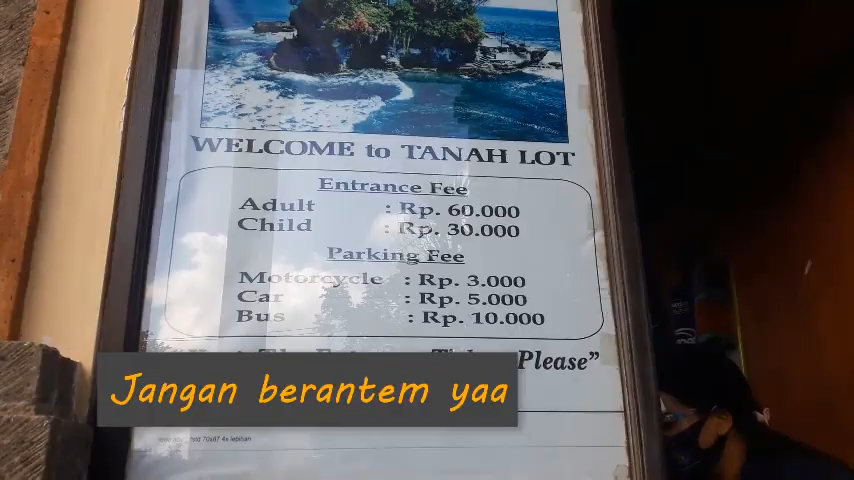 WELCOME to TANAH LOT
Entrance Fee
Adult : Rp. 60.000
Child : Rp. 30.000
Parking Fee
Motorcycle : Rp. 3.000
Car : Rp. 5.000
Bus : Rp. 10.000
Please”
Jangan berantem yaa